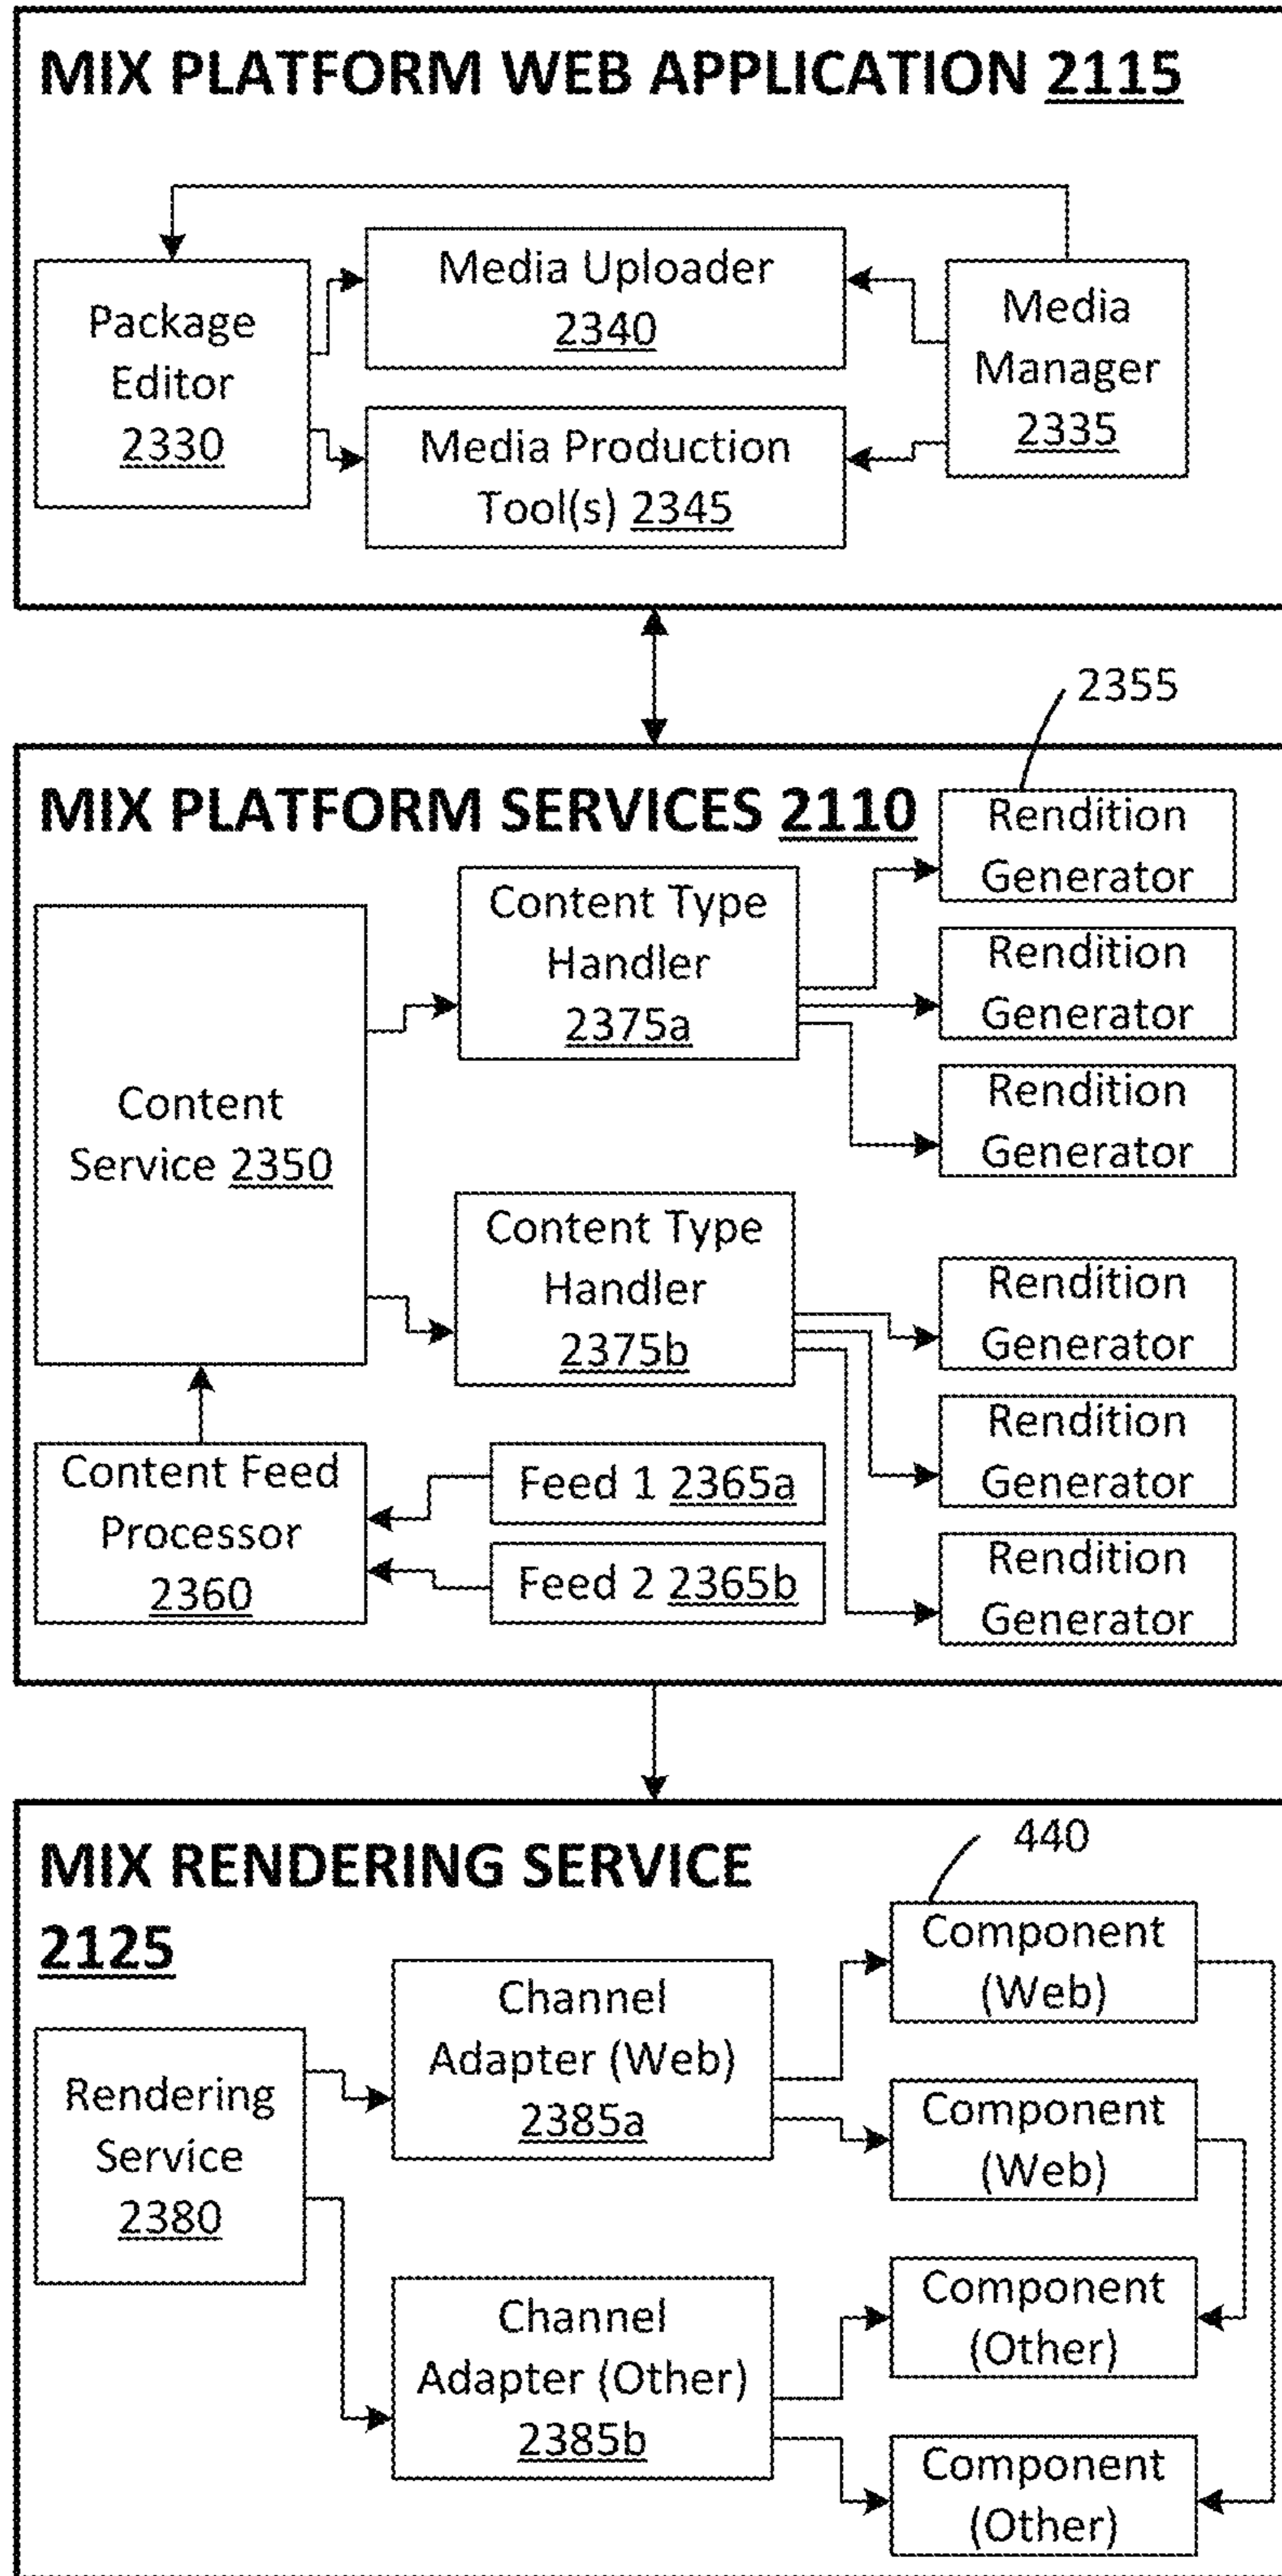 MIX PLATFORM WEB APPLICATION 2115
Package
Editor
2330
Media Uploader
2340
Media Production
Tool(s) 2345
Media
Manager
2335
2355
MIX PLATFORM SERVICES 2110
Content
Service 2350
Content Type
Handler
2375a
Rendition
Generator
Rendition
Generator
Rendition
Generator
Content Type
Handler
2375b
Rendition
Generator
Rendition
Generator
Rendition
Generator
Content Feed
Processor
2360
Feed 1 2365a
Feed 2 2365b
MIX RENDERING SERVICE
2125
440
Rendering
Service
2380
Channel
Adapter (Web)
2385a
Component
(Web)
Component
(Web)
Channel
Adapter (Other)
2385b
Component
(Other)
Component
(Other)